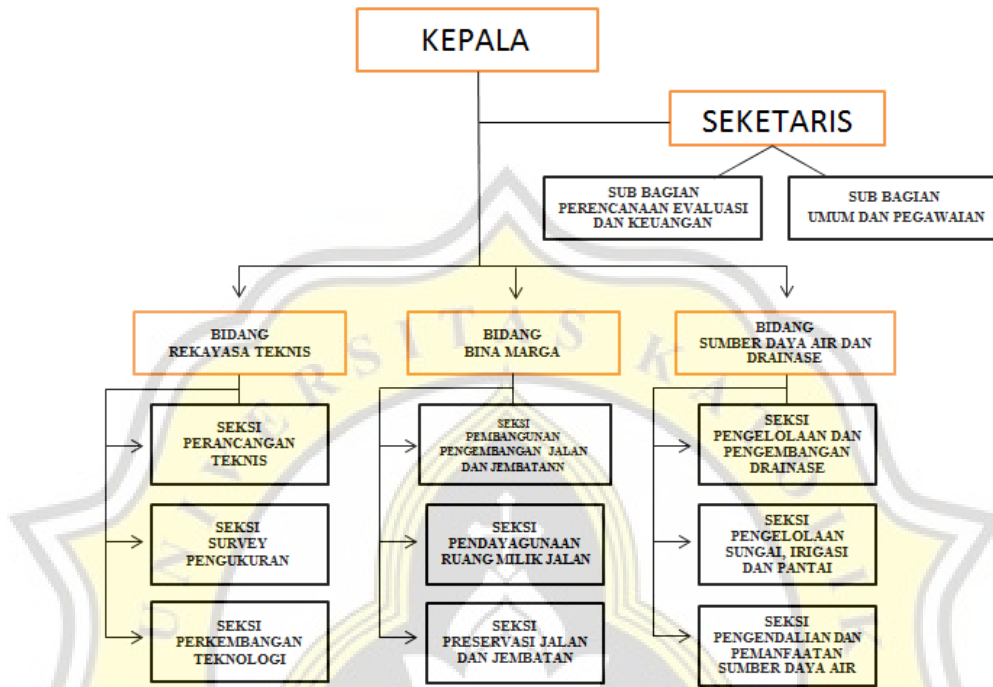 KEPALA
SEKETARIS
SUB BAGIAN
PERENCANAAN EVALUASI
DAN KEUANGAN
SUB BAGIAN
UMUM DAN PEGAWAIAN
BIDANG
REKAYASA TEKNIS
BIDANG
BINA MARGA
BIDANG
SUMBER DAYA AIR DAN
DRAINASE
SEKSI
PERANCANGAN
TEKNIS
SEKSI
PEMBANGUNAN
PENGEMBANGAN JALAN
DAN JEMBATANN
SEKSI
PENGELOLAAN DAN
PENGEMBANGAN
DRAINASE
SEKSI
SURVEY
PENGUKURAN
SEKSI
PENDAYAGUNAAN
RUANG MILIK JALAN
SEKSI
PENGELOLAAN
SUNGAI, IRIGASI
DAN PANTAI
SEKSI
PERKEMBANGAN
TEKNOLOGI
SEKSI
PRESERVASI JALAN
DAN JEMBATAN
SEKSI
PENGENDALIAN DAN
PEMANFAATAN
SUMBER DAYA AIR
UNIVERSITAS KATOLIK